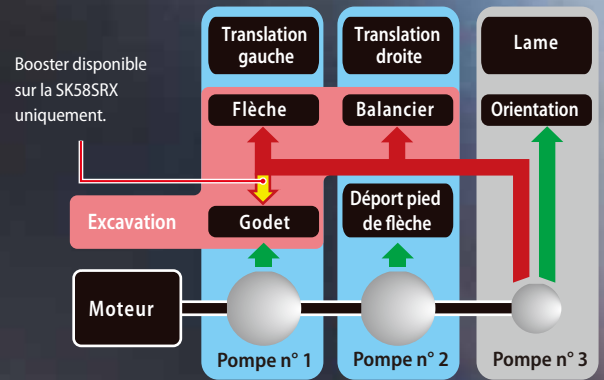 Translation
gauche
Translation
droite
Lame
Booster disponible
sur la SK58SRX
uniquement.
Flèche
Balancier
Orientation
Excavation
Godet
Déport pied
de flèche
Moteur
Pompe n° 1
Pompe n° 2
Pompe n° 3